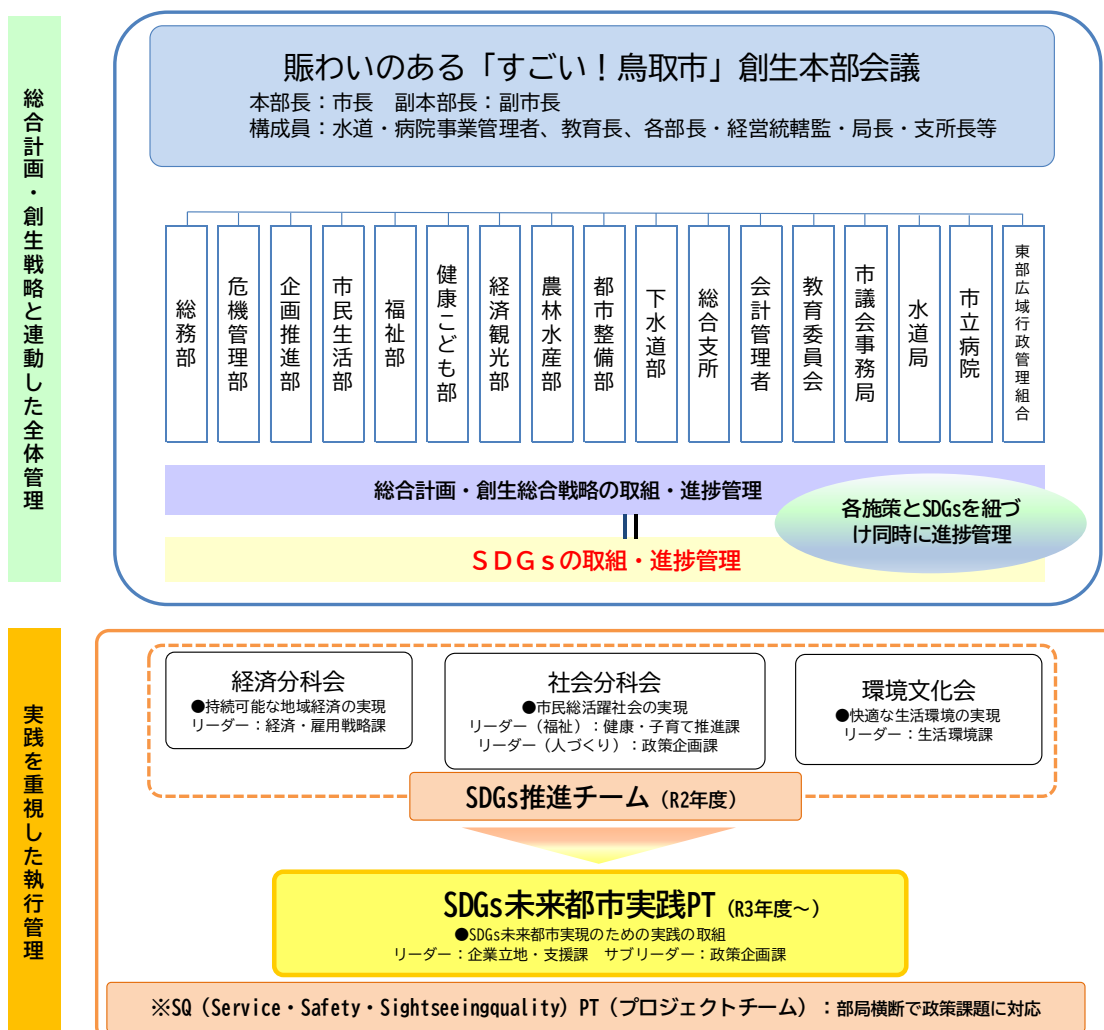 総合計画・創生戦略と連動した全体管理
賑わいのある「すごい！鳥取市」創生本部会議
本部長：市長　副本部長：副市長
構成員：水道・病院事業管理者、教育長、各部長・経営統轄監・局長・支所長等
総務部
危機管理部
企画推進部
市民生活部
福祉部
健康こども部
経済観光部
農林水産部
都市整備部
下水道部
総合支所
会計管理者
教育委員会
市議会事務局
水道局
市立病院
東部広域行政管理組合
総合計画・創生総合戦略の取組・進捗管理
各施策とSDGsを紐づ
け同時に進捗管理
ＳＤＧｓの取組・進捗管理
実践を重視した執行管理
経済分科会
●持続可能な地域経済の実現
リーダー：経済・雇用戦略課
社会分科会
●市民総活躍社会の実現
リーダー（福祉）：健康・子育て推進課
リーダー（人づくり）：政策企画課
環境文化会
●快適な生活環境の実現
リーダー：生活環境課
SDGs推進チーム（R2年度）
SDGs未来都市実践PT（R3年度～）
●SDGs未来都市実現のための実践の取組
リーダー：企業立地・支援課　サブリーダー：政策企画課
※SQ（Service・Safety・Sightseeingquality）PT（プロジェクトチーム）：部局横断で政策課題に対応